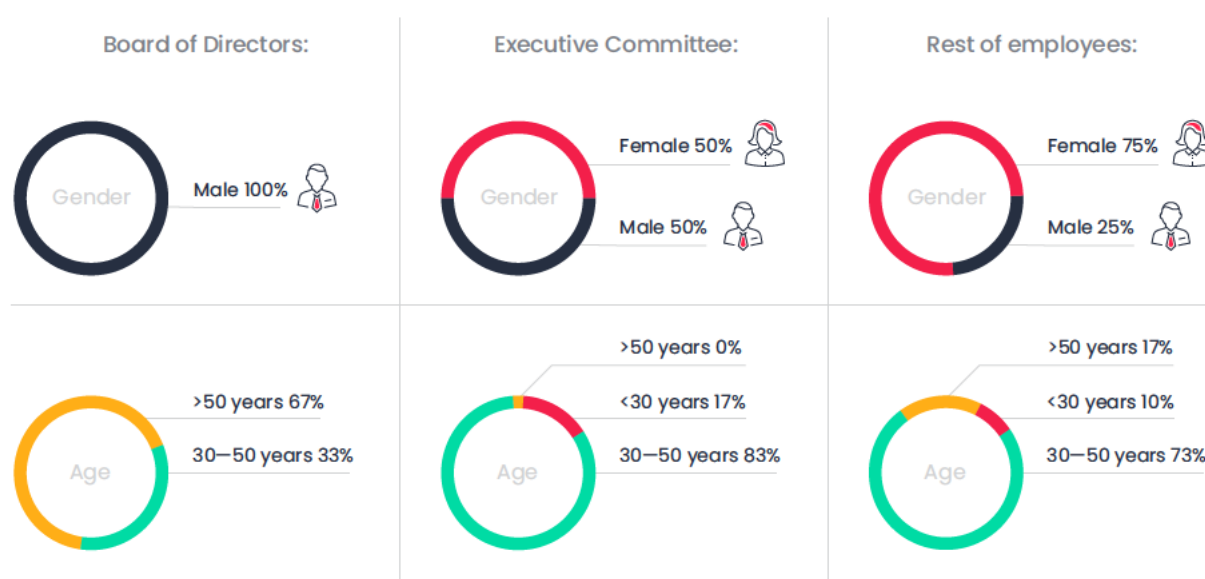 Board of Directors:
Executive Committee:
Rest of employees:
Gender
Male 100%
Gender
Female 50%
Male 50%
Gender
Female 75%
Male 25%
Age
>50 years 67%
30—50 years 33%
Age
>50 years 0%
<30 years 17%
30—50 years 83%
Age
>50 years 17%
<30 years 10%
30—50 years 73%